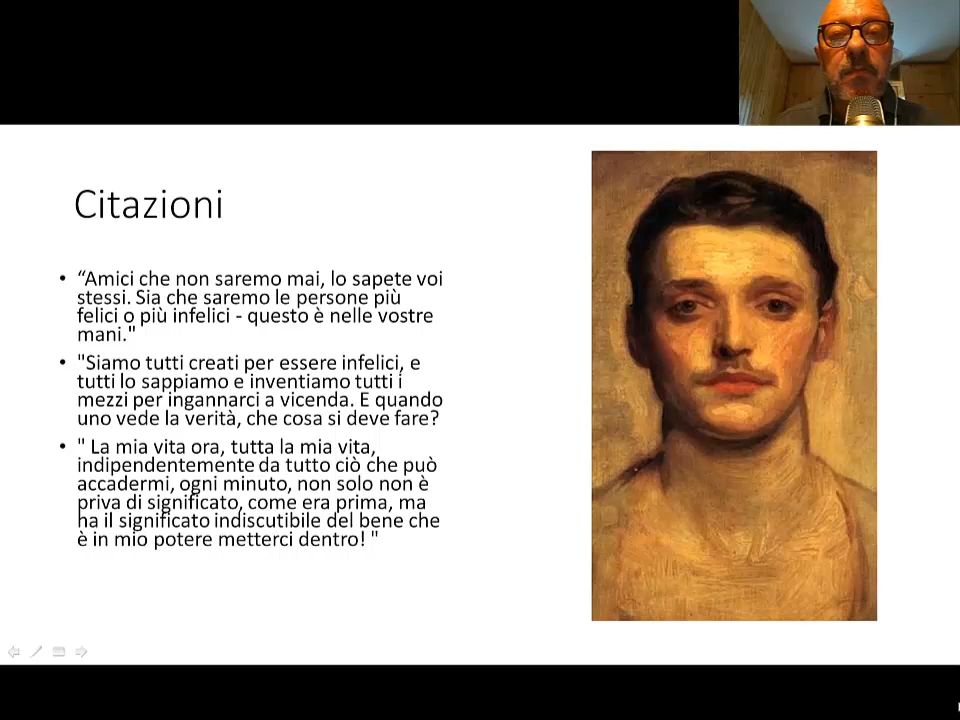 Citazioni
• “Amici che non saremo mai, lo sapete voi
stessi. Sia che saremo le persone più
felici o più infelici - questo è nelle vostre
mani."
• "Siamo tutti creati per essere infelici, e
tutti lo sappiamo e inventiamo tutti i
mezzi per ingannarci a vicenda. E quando
uno vede la verità, che cosa si deve fare?
• " La mia vita ora, tutta la mia vita,
indipendentemente da tutto ciò che può
accadermi, ogni minuto, non solo non è
priva di significato, come era prima, ma
ha il significato indiscutibile del bene che
è in mio potere metterci dentro! "